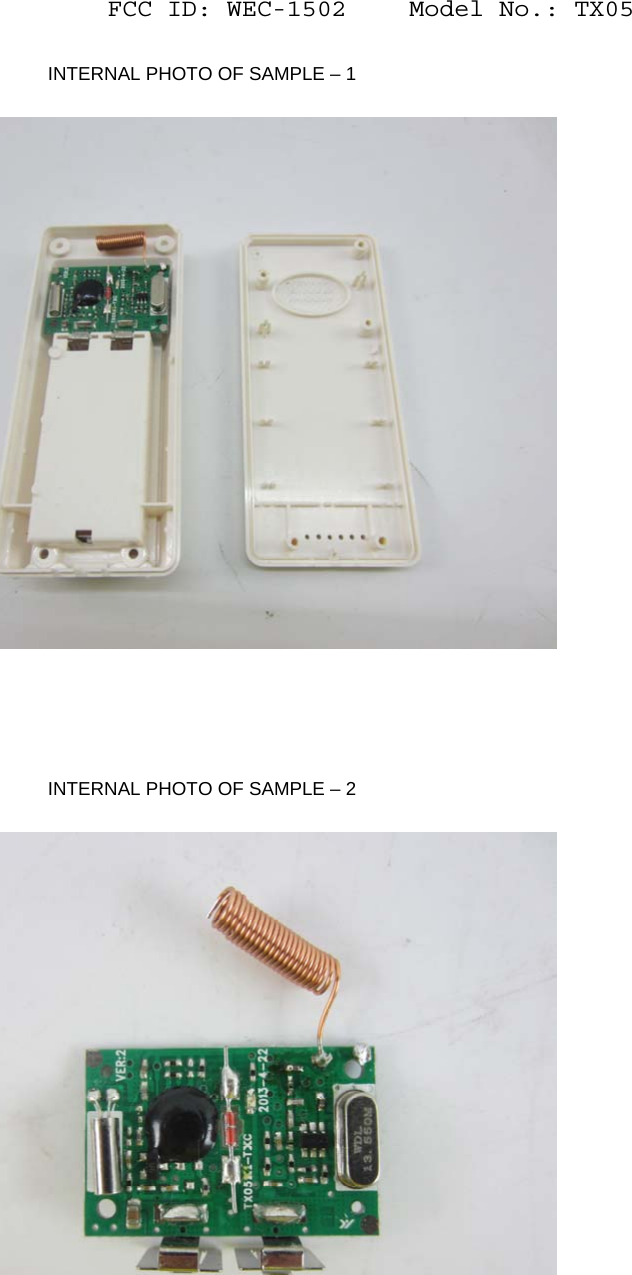 FCC ID: WEC-1502 Model No.: TX05
INTERNAL PHOTO OF SAMPLE – 1
INTERNAL PHOTO OF SAMPLE – 2
VER:2
2013-4-22
WDL
13.560M